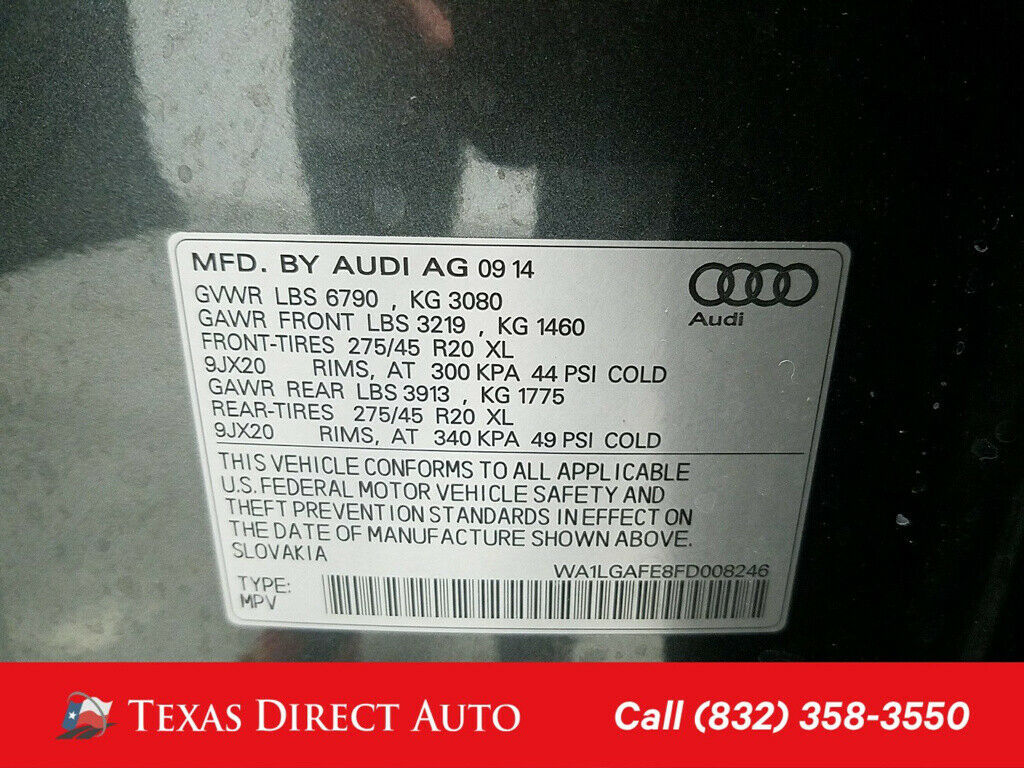 MFD. BY AUDI AG 09 14
GVWR LBS 6790 , KG 3080
GAWR FRONT LBS 3219 , KG 1460
FRONT-TIRES 275/45 R20 XL
9JX20 RIMS, AT 300 KPA 44 PSI COLD
GAWR REAR LBS 3913 , KG 1775
REAR-TIRES 275/45 R20 XL
9JX20 RIMS, AT 340 KPA 49 PSI COLD
Audi
THIS VEHICLE CONFORMS TO ALL APPLICABLE
U.S. FEDERAL MOTOR VEHICLE SAFETY AND
THEFT PREVENTION STANDARDS IN EFFECT ON
THE DATE OF MANUFACTURE SHOWN ABOVE.
SLOVAKIA
WA1LGAFE8FD008246
TYPE:
MPV
TEXAS DIRECT AUTO
Call (832) 358-3550